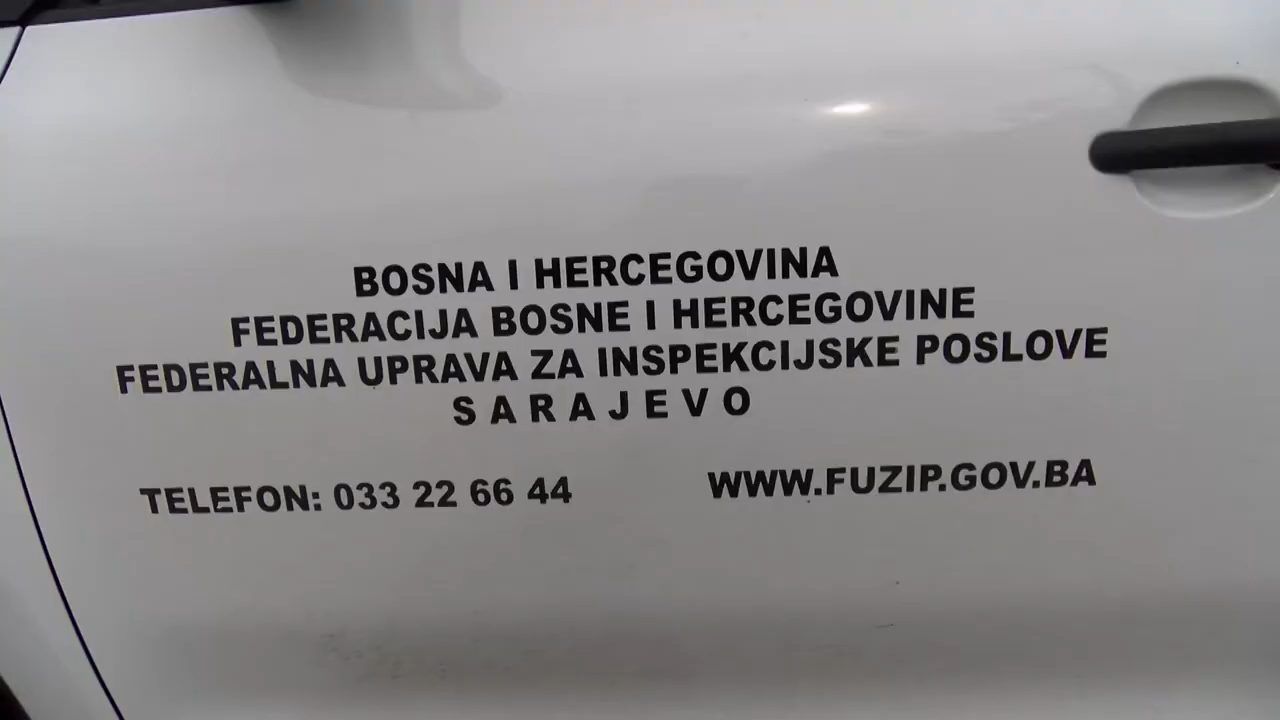 BOSNA I HERCEGOVINA
FEDERACIJA BOSNE I HERCEGOVINE
FEDERALNA UPRAVA ZA INSPEKCIJSKE POSLOVE
S A R A J E V O
TELEFON: 033 22 66 44 WWW.FUZIP.GOV.BA